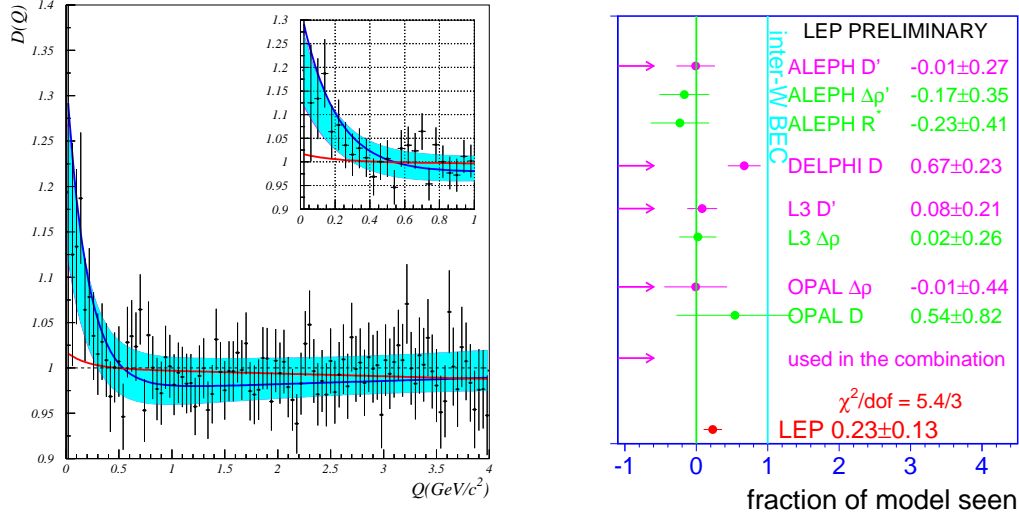 D(Q)
1.4
1.35
1.3
1.25
1.2
1.15
1.1
1.05
1
0.95
0.9
0 0.5 1 1.5 2 2.5 3 3.5 4
Q(GeV/c²)
1.3
1.25
1.2
1.15
1.1
1.05
1
0.95
0.9
0 0.2 0.4 0.6 0.8 1
LEP PRELIMINARY
inter-W BEC
ALEPH D' -0.01±0.27
ALEPH Δρ' -0.17±0.35
ALEPH R* -0.23±0.41
DELPHI D 0.67±0.23
L3 D' 0.08±0.21
L3 Δρ 0.02±0.26
OPAL Δρ -0.01±0.44
OPAL D 0.54±0.82
used in the combination
χ²/dof = 5.4/3
LEP 0.23±0.13
-1 0 1 2 3 4
fraction of model seen